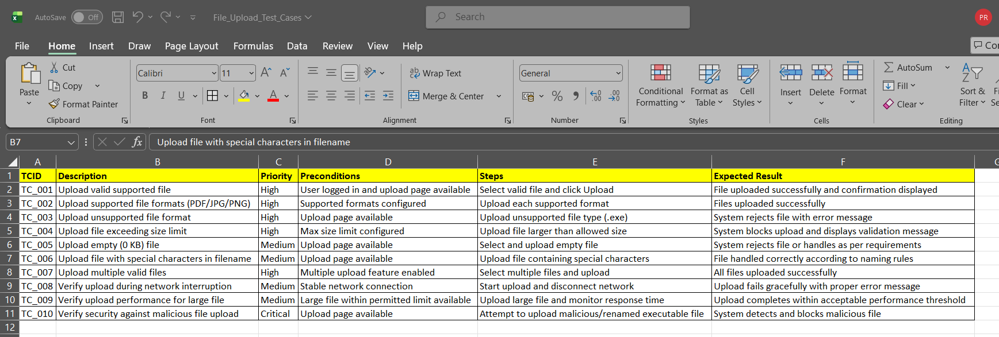 AutoSave Off File_Upload_Test_Cases Search PR
File Home Insert Draw Page Layout Formulas Data Review View Help
Paste Cut Copy Format Painter Clipboard
Calibri 11 A A B I U A Font
ab Wrap Text Merge & Center Alignment
General % Number
Conditional Formatting Format as Table Cell Styles Styles
Insert Delete Format Cells
AutoSum Fill Clear Sort & Filter Editing
B7 fx Upload file with special characters in filename
A B C D E F
1 TCID Description Priority Preconditions Steps Expected Result
2 TC_001 Upload valid supported file High User logged in and upload page available Select valid file and click Upload File uploaded successfully and confirmation displayed
3 TC_002 Upload supported file formats (PDF/JPG/PNG) High Supported formats configured Upload each supported format Files uploaded successfully
4 TC_003 Upload unsupported file format High Upload page available Upload unsupported file type (.exe) System rejects file with error message
5 TC_004 Upload file exceeding size limit High Max size limit configured Upload file larger than allowed size System blocks upload and displays validation message
6 TC_005 Upload empty (0 KB) file Medium Upload page available Select and upload empty file System rejects file or handles as per requirements
7 TC_006 Upload file with special characters in filename Medium Upload page available Upload file containing special characters File handled correctly according to naming rules
8 TC_007 Upload multiple valid files High Multiple upload feature enabled Select multiple files and upload All files uploaded successfully
9 TC_008 Verify upload during network interruption Medium Stable network connection Start upload and disconnect network Upload fails gracefully with proper error message
10 TC_009 Verify upload performance for large file Medium Large file within permitted limit available Upload large file and monitor response time Upload completes within acceptable performance threshold
11 TC_010 Verify security against malicious file upload Critical Upload page available Attempt to upload malicious/renamed executable file System detects and blocks malicious file
12